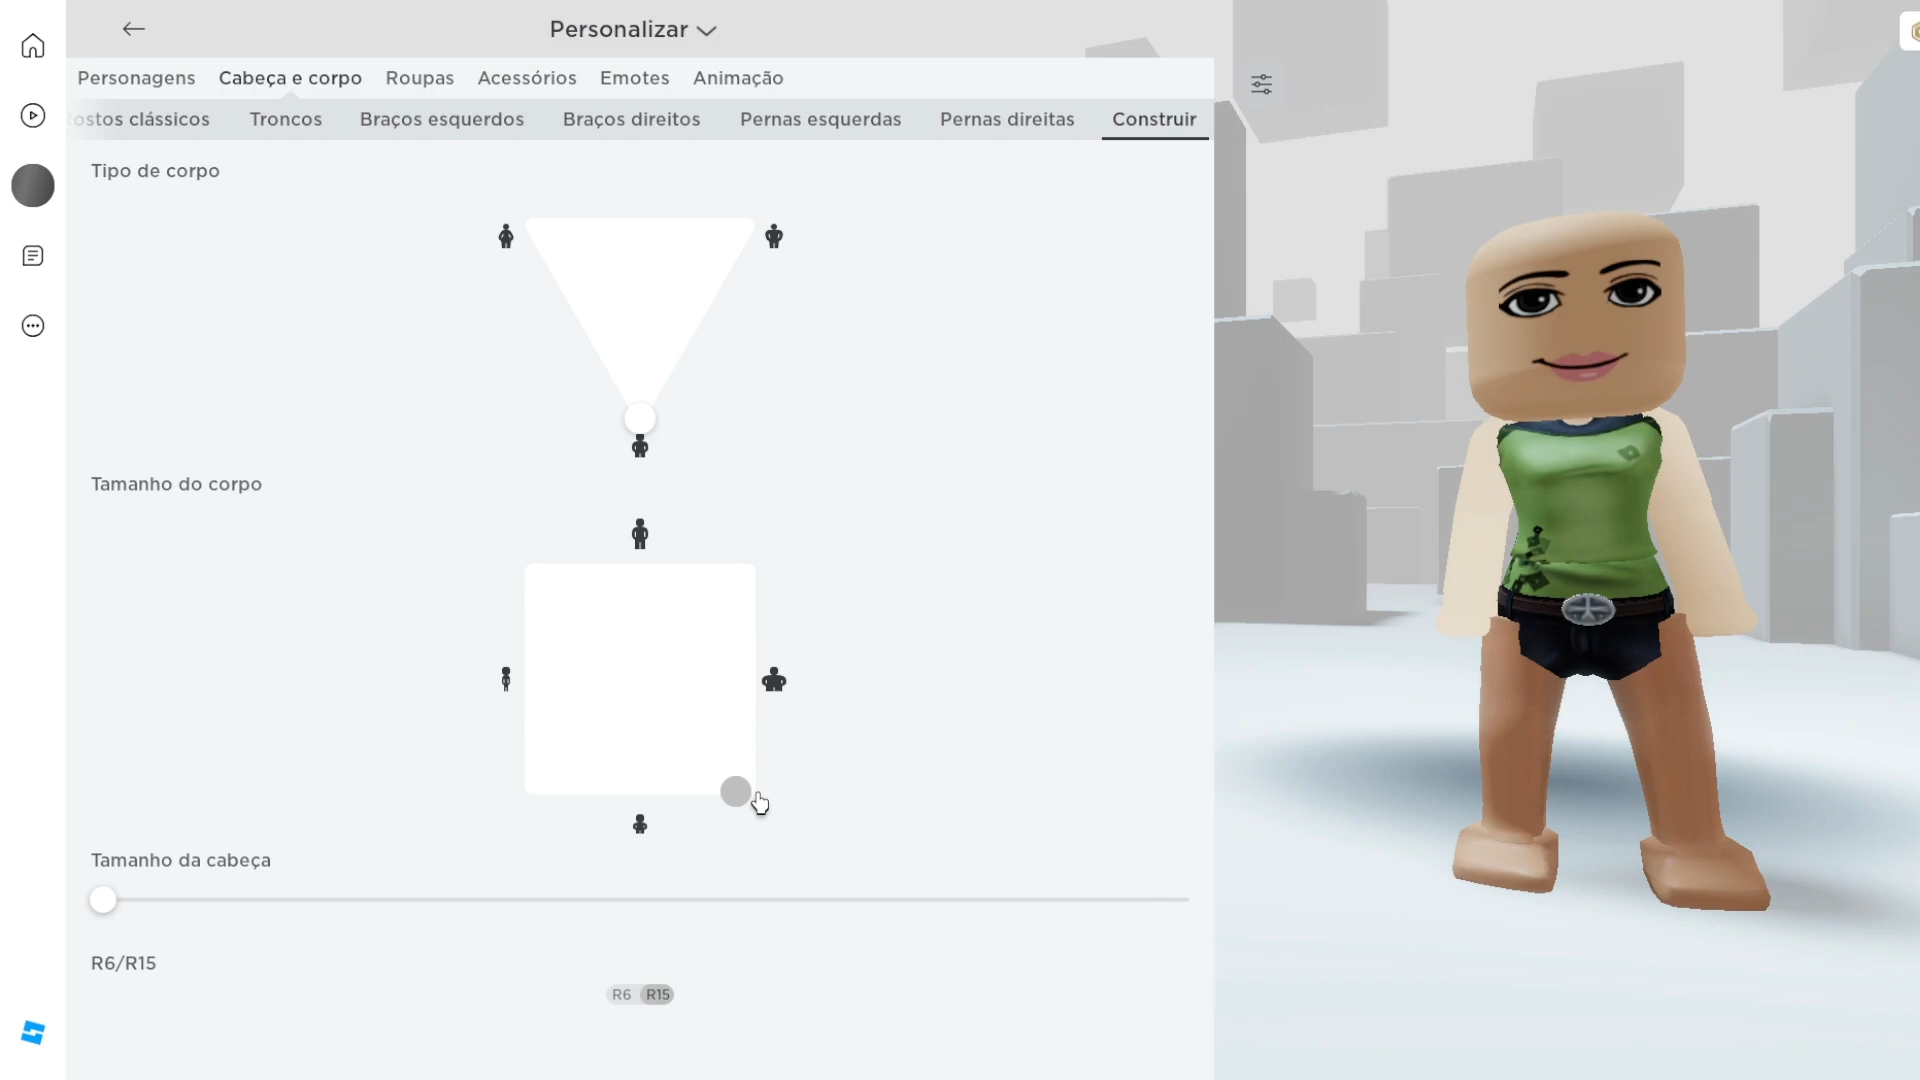 Personalizar
Personagens Cabeça e corpo Roupas Acessórios Emotes Animação
ostos clássicos Troncos Braços esquerdos Braços direitos Pernas esquerdas Pernas direitas Construir
Tipo de corpo
Tamanho do corpo
Tamanho da cabeça
R6/R15
R6 R15